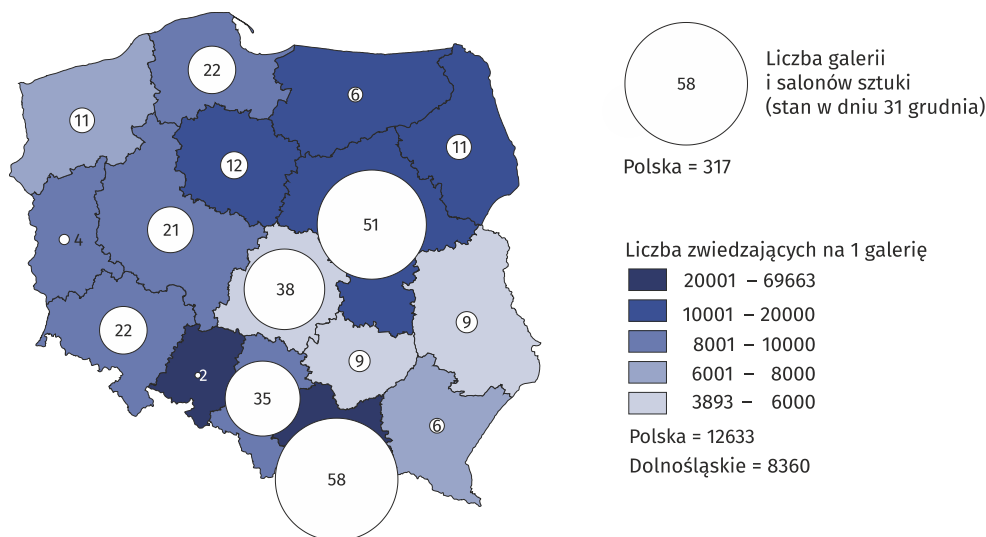 22
6
11
11
12
51
21
4
38
22
9
9
2
35
6
58
58
Liczba galerii
i salonów sztuki
(stan w dniu 31 grudnia)
Polska = 317
Liczba zwiedzających na 1 galerię
20001 – 69663
10001 – 20000
8001 – 10000
6001 – 8000
3893 – 6000
Polska = 12633
Dolnośląskie = 8360